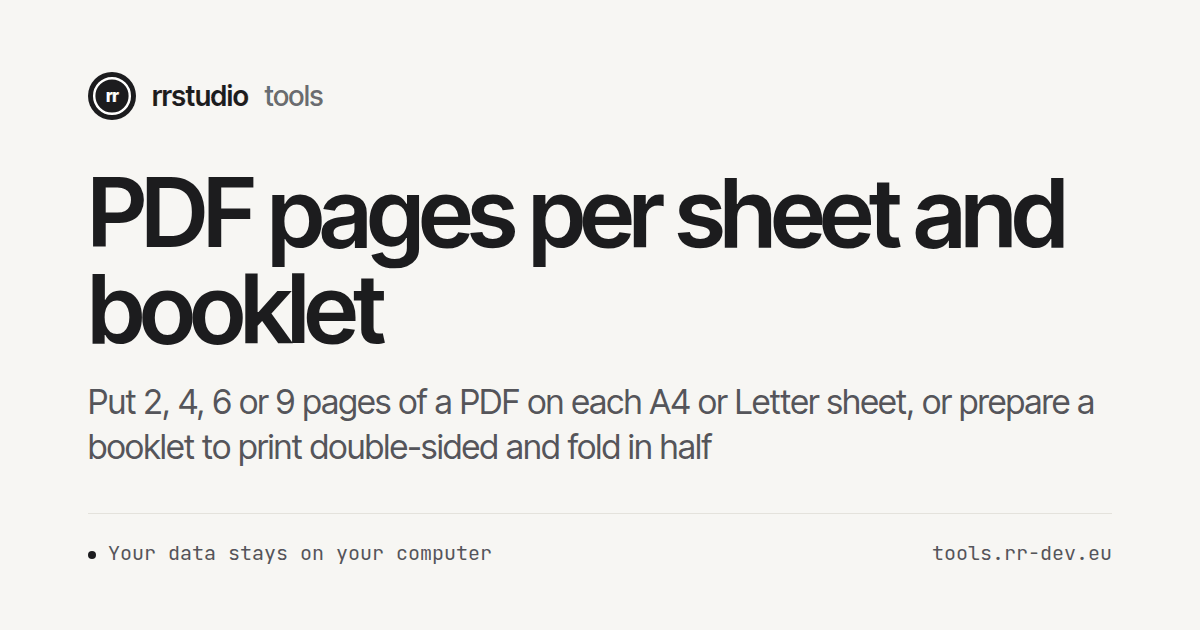 rr rrstudio tools
PDF pages per sheet and
booklet
Put 2, 4, 6 or 9 pages of a PDF on each A4 or Letter sheet, or prepare a
booklet to print double-sided and fold in half
Your data stays on your computer
tools.rr-dev.eu